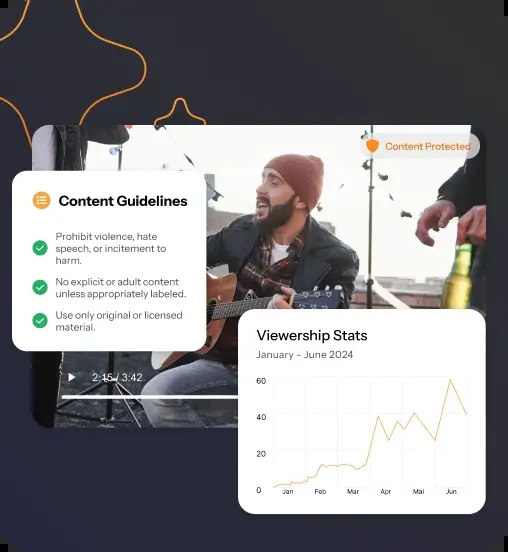 Content Protected
Content Guidelines
Prohibit violence, hate
speech, or incitement to
harm.
No explicit or adult content
unless appropriately labeled.
Use only original or licensed
material.
2:15 / 3:42
Viewership Stats
January - June 2024
60
40
20
0
Jan Feb Mar Apr Mai Jun